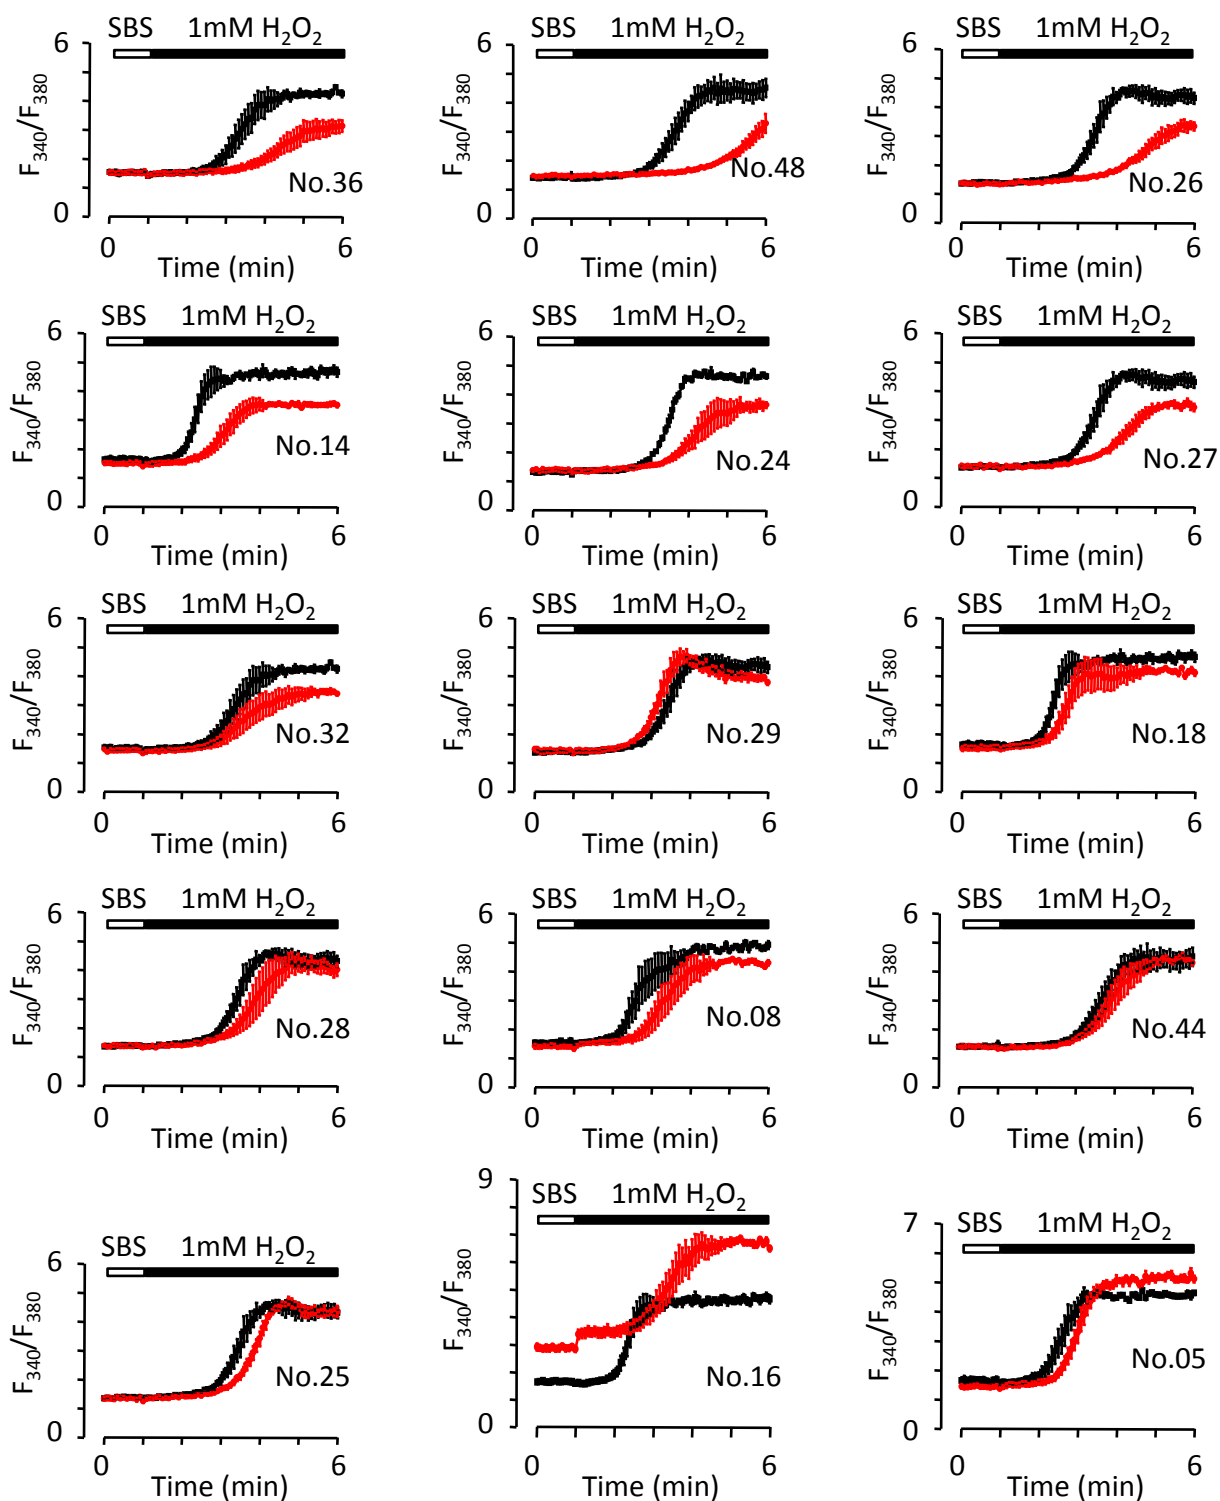 SBS 1mM H₂O₂
6
F₃₄₀/F₃₈₀
No.36
0
0 6
Time (min)
SBS 1mM H₂O₂
6
F₃₄₀/F₃₈₀
No.48
0
0 6
Time (min)
SBS 1mM H₂O₂
6
F₃₄₀/F₃₈₀
No.26
0
0 6
Time (min)
SBS 1mM H₂O₂
6
F₃₄₀/F₃₈₀
No.14
0
0 6
Time (min)
SBS 1mM H₂O₂
6
F₃₄₀/F₃₈₀
No.24
0
0 6
Time (min)
SBS 1mM H₂O₂
6
F₃₄₀/F₃₈₀
No.27
0
0 6
Time (min)
SBS 1mM H₂O₂
6
F₃₄₀/F₃₈₀
No.32
0
0 6
Time (min)
SBS 1mM H₂O₂
6
F₃₄₀/F₃₈₀
No.29
0
0 6
Time (min)
SBS 1mM H₂O₂
6
F₃₄₀/F₃₈₀
No.18
0
0 6
Time (min)
SBS 1mM H₂O₂
6
F₃₄₀/F₃₈₀
No.28
0
0 6
Time (min)
SBS 1mM H₂O₂
6
F₃₄₀/F₃₈₀
No.08
0
0 6
Time (min)
SBS 1mM H₂O₂
6
F₃₄₀/F₃₈₀
No.44
0
0 6
Time (min)
SBS 1mM H₂O₂
6
F₃₄₀/F₃₈₀
No.25
0
0 6
Time (min)
9
SBS 1mM H₂O₂
F₃₄₀/F₃₈₀
No.16
0
0 6
Time (min)
7
SBS 1mM H₂O₂
F₃₄₀/F₃₈₀
No.05
0
0 6
Time (min)